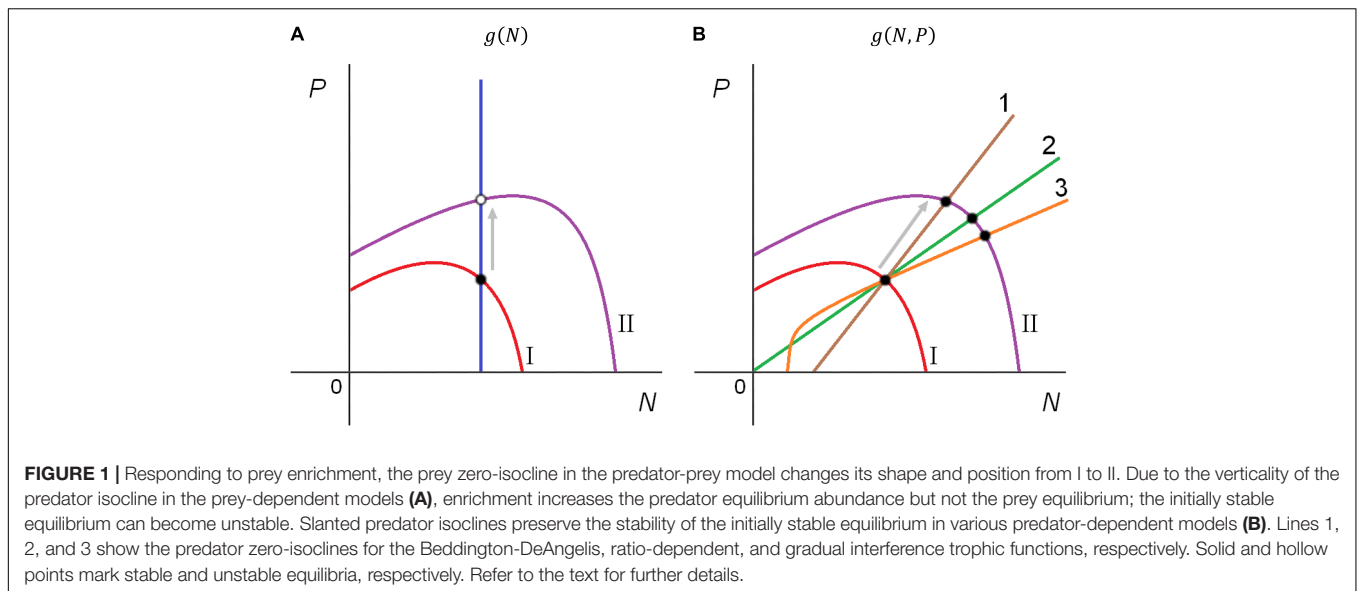 A
g(N)
B
g(N, P)
P
P
1
2
3
II
II
I
I
0
0
N
N
FIGURE 1 | Responding to prey enrichment, the prey zero-isocline in the predator-prey model changes its shape and position from I to II. Due to the verticality of the
predator isocline in the prey-dependent models (A), enrichment increases the predator equilibrium abundance but not the prey equilibrium; the initially stable
equilibrium can become unstable. Slanted predator isoclines preserve the stability of the initially stable equilibrium in various predator-dependent models (B). Lines 1,
2, and 3 show the predator zero-isoclines for the Beddington-DeAngelis, ratio-dependent, and gradual interference trophic functions, respectively. Solid and hollow
points mark stable and unstable equilibria, respectively. Refer to the text for further details.